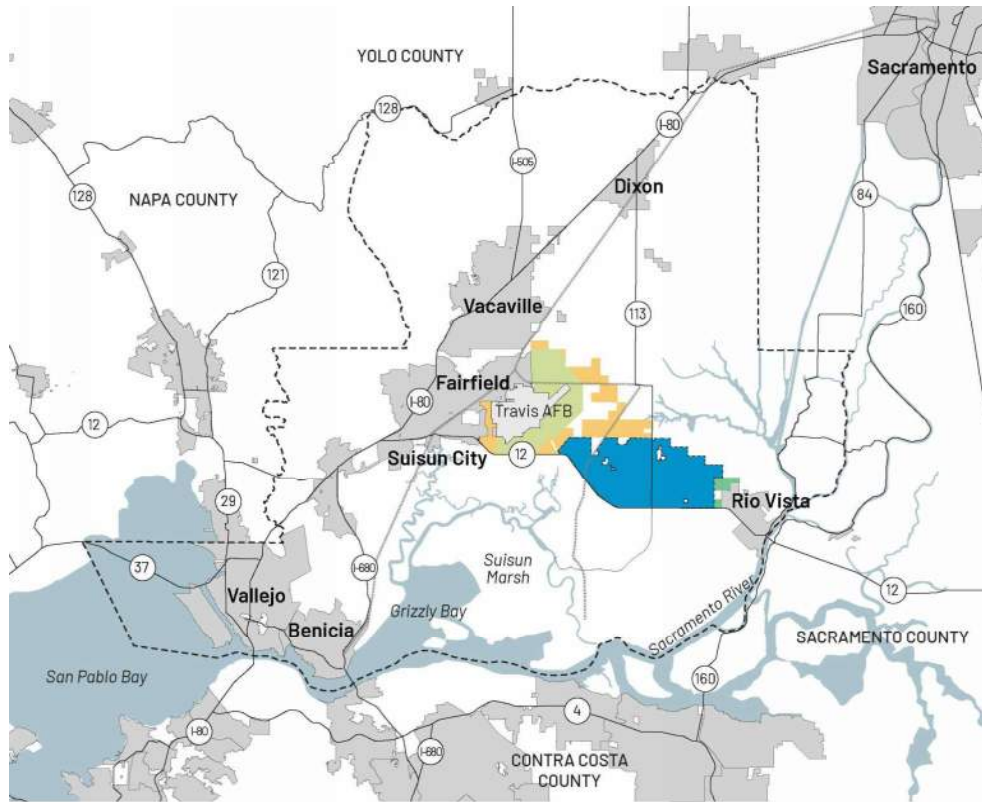 YOLO COUNTY
Sacramento
128
I-80
I-505
128
NAPA COUNTY
Dixon
84
121
Vacaville
113
160
Fairfield
I-80
Travis AFB
12
Suisun City
12
29
Rio Vista
37
I-680
Suisun
Marsh
Vallejo
Grizzly Bay
12
Benicia
Sacramento River
SACRAMENTO COUNTY
San Pablo Bay
160
4
I-80
I-680
CONTRA COSTA
COUNTY